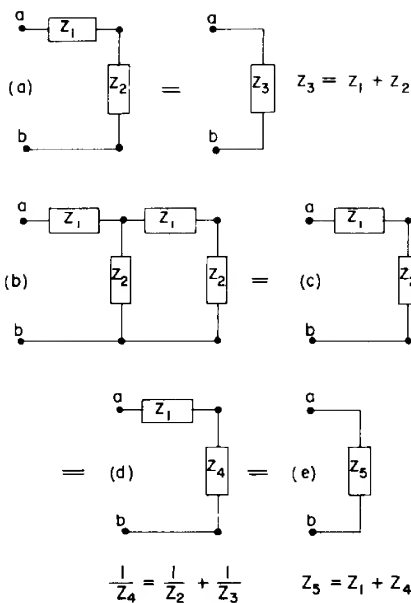 a Z₁
(a) Z₂ =
b
a
Z₃ Z₃ = Z₁ + Z₂
b
a Z₁ Z₁
(b) Z₂ Z₂ =
b
a Z₁
(c)
b
a Z₁
= (d) Z₄ =
b
a
(e) Z₅
b
1/Z₄ = 1/Z₂ + 1/Z₃ Z₅ = Z₁ + Z₄